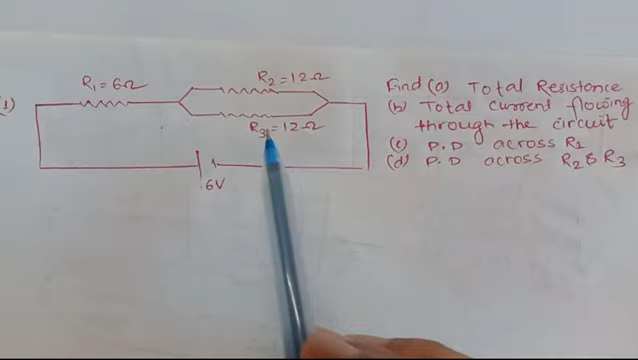 (1)
R1 = 6Ω
R2 = 12Ω
R3 = 12Ω
6V
Find (a) Total Resistance
(b) Total current flowing
through the circuit
(c) P.D across R1
(d) P.D across R2 & R3